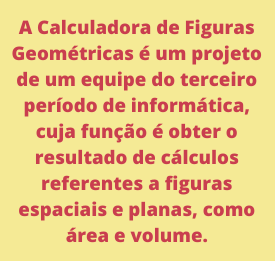 A Calculadora de Figuras
Geométricas é um projeto
de um equipe do terceiro
período de informática,
cuja função é obter o
resultado de cálculos
referentes a figuras
espaciais e planas, como
área e volume.